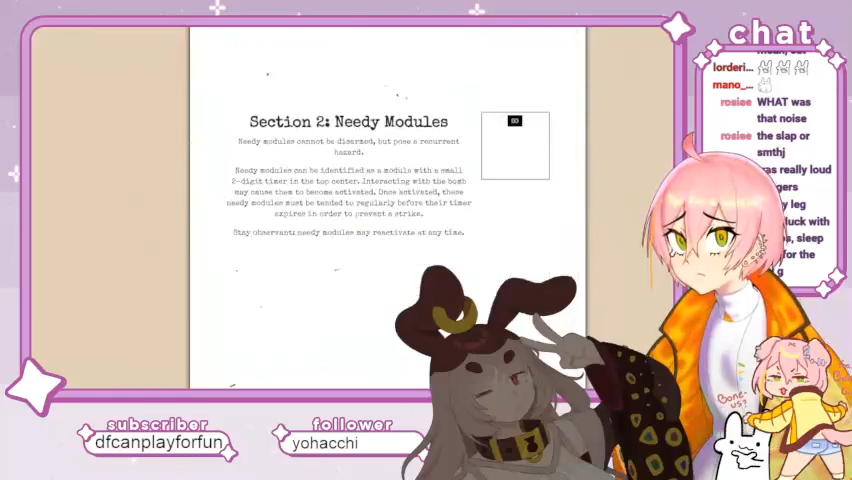 Section 2: Needy Modules
Needy modules cannot be disarmed, but pose a recurrent
hazard.
Needy modules can be identified as a module with a small
2-digit timer in the top center. Interacting with the bomb
may cause them to become activated. Once activated, these
needy modules must be tended to regularly before their timer
expires in order to prevent a strike.
Stay observant: needy modules may reactivate at any time.
chat
lorderi...
mano_...
rosiee WHAT was
that noise
rosiee the slap or
smthj
was really loud
leg
luck with
sleep
for the
g
BONE-
US?
subscriber
dfcanplayforfun
follower
yohacchi